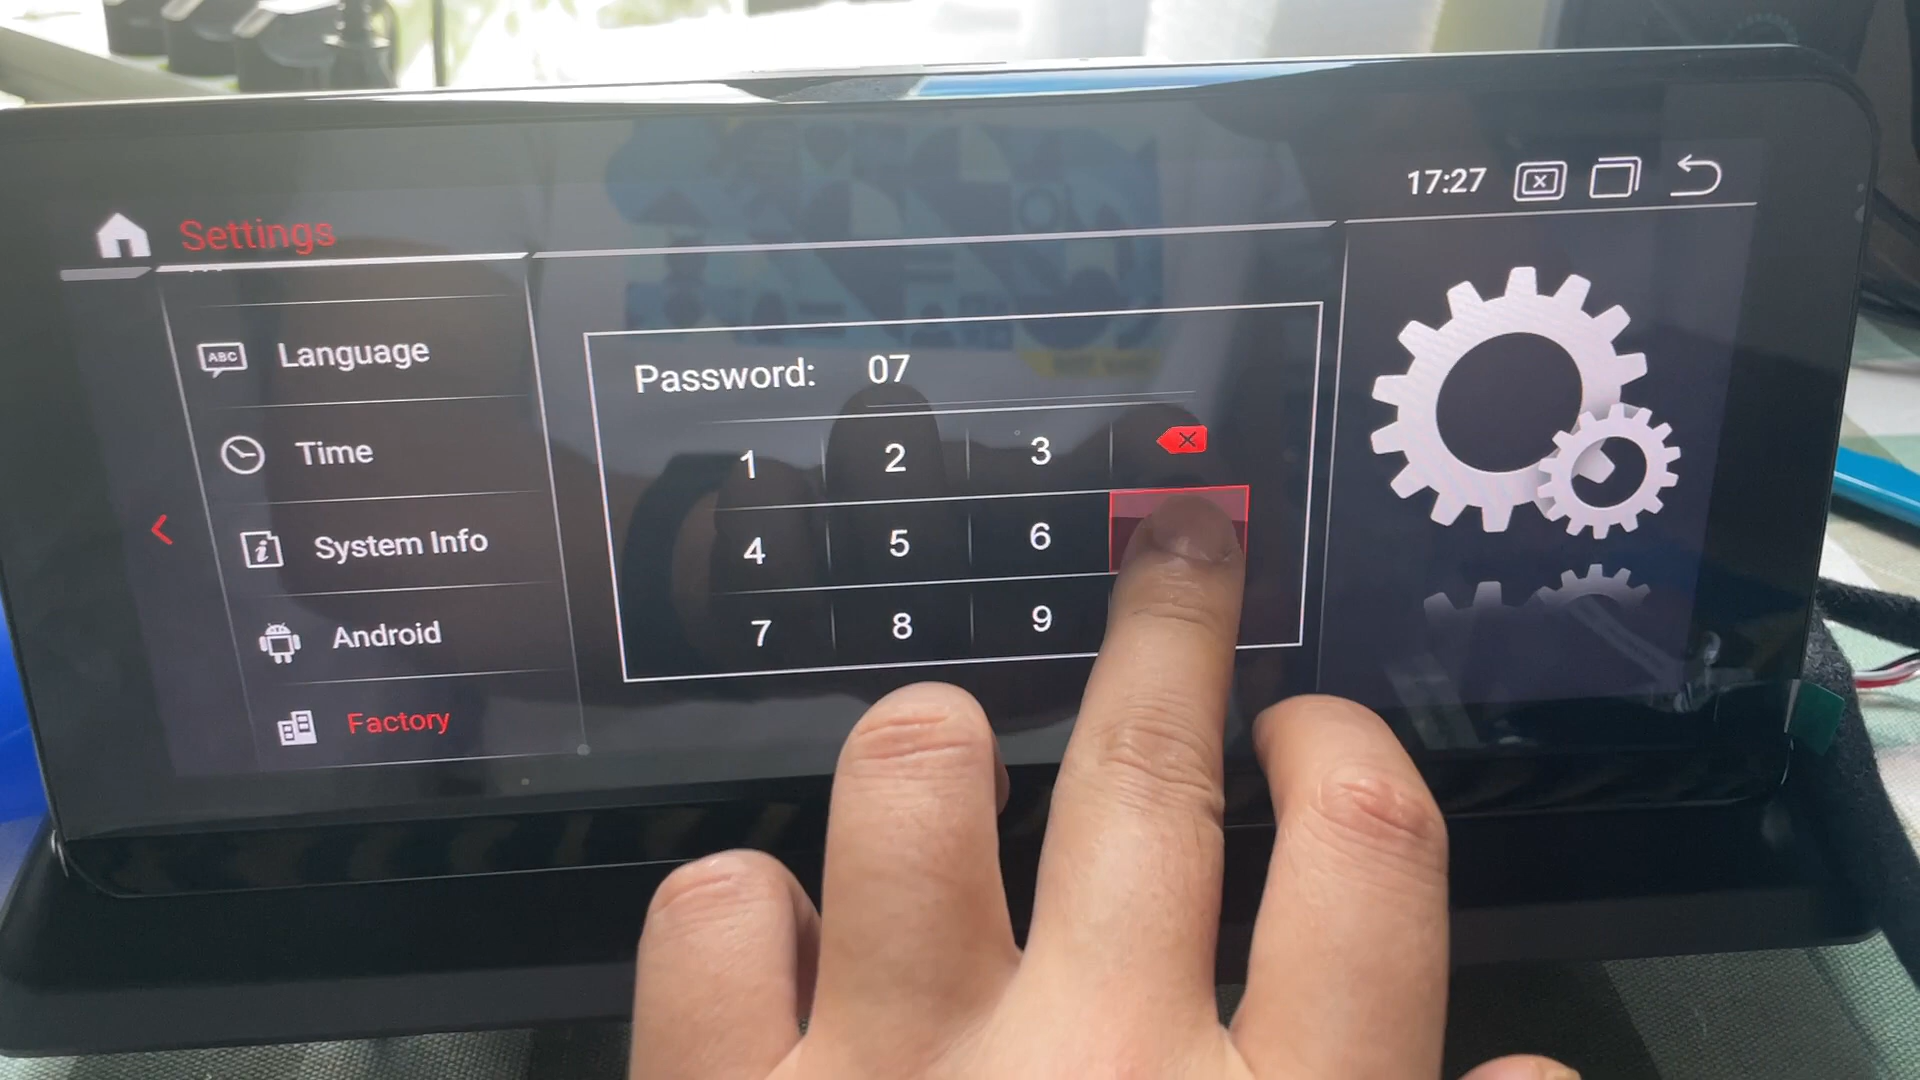 17:27
Settings
ABC Language
Time
System Info
Android
Factory
Password: 07
1 2 3
4 5 6
7 8 9